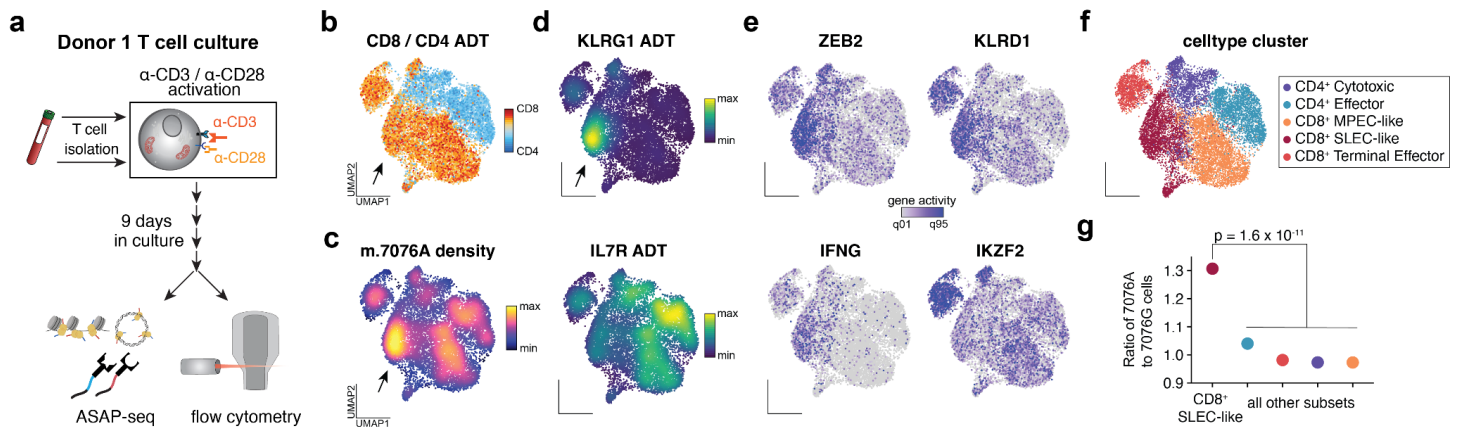 a
Donor 1 T cell culture
α-CD3 / α-CD28
activation
T cell
isolation
α-CD3
α-CD28
9 days
in culture
ASAP-seq
flow cytometry
b
CD8 / CD4 ADT
CD8
CD4
UMAP2
UMAP1
c
m.7076A density
max
min
UMAP2
UMAP1
d
KLRG1 ADT
max
min
IL7R ADT
max
min
e
ZEB2
KLRD1
gene activity
q01
q95
IFNG
IKZF2
f
celltype cluster
CD4⁺ Cytotoxic
CD4⁺ Effector
CD8⁺ MPEC-like
CD8⁺ SLEC-like
CD8⁺ Terminal Effector
g
p = 1.6 x 10⁻¹¹
Ratio of 7076A
to 7076G cells
1.3
1.2
1.1
1.0
0.9
CD8⁺
SLEC-like
all other subsets